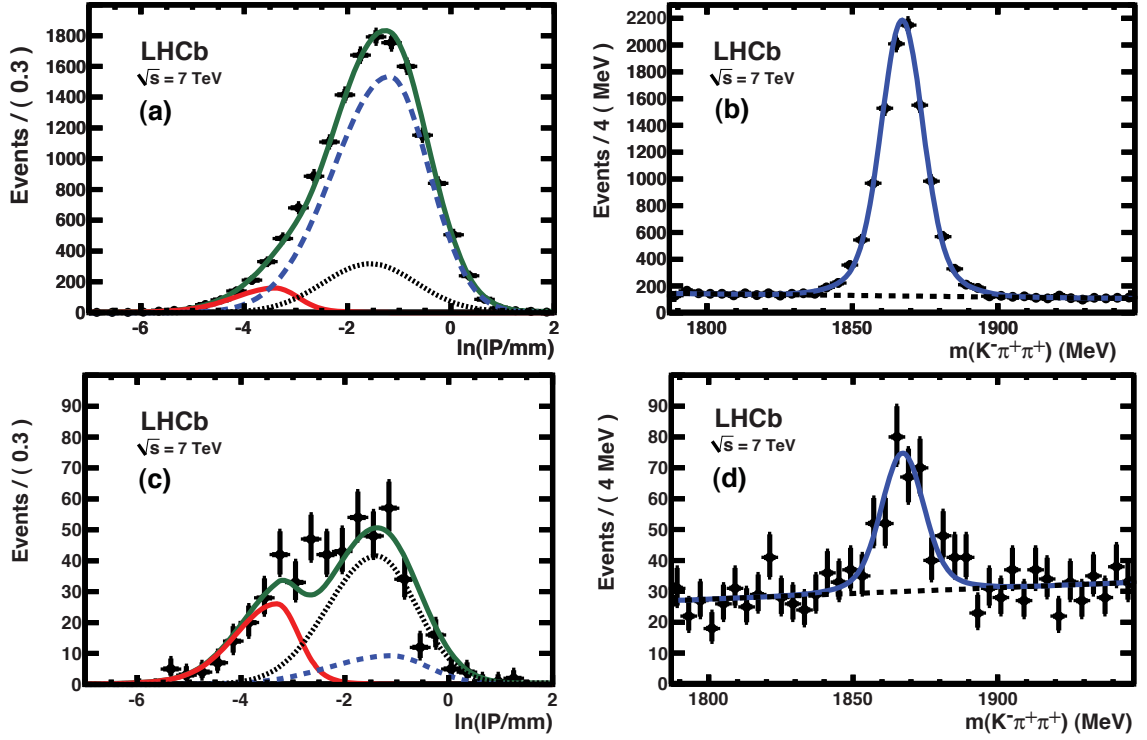 Events / ( 0.3 )
1800
1600
1400
1200
1000
800
600
400
200
0
LHCb
√s = 7 TeV
(a)
-6 -4 -2 0 2
ln(IP/mm)
Events / 4 ( MeV )
2200
2000
1800
1600
1400
1200
1000
800
600
400
200
0
LHCb
√s = 7 TeV
(b)
1800 1850 1900
m(K⁻π⁺π⁺) (MeV)
Events / ( 0.3 )
90
80
70
60
50
40
30
20
10
0
LHCb
√s = 7 TeV
(c)
-6 -4 -2 0 2
ln(IP/mm)
Events / ( 4 MeV )
90
80
70
60
50
40
30
20
10
0
LHCb
√s = 7 TeV
(d)
1800 1850 1900
m(K⁻π⁺π⁺) (MeV)